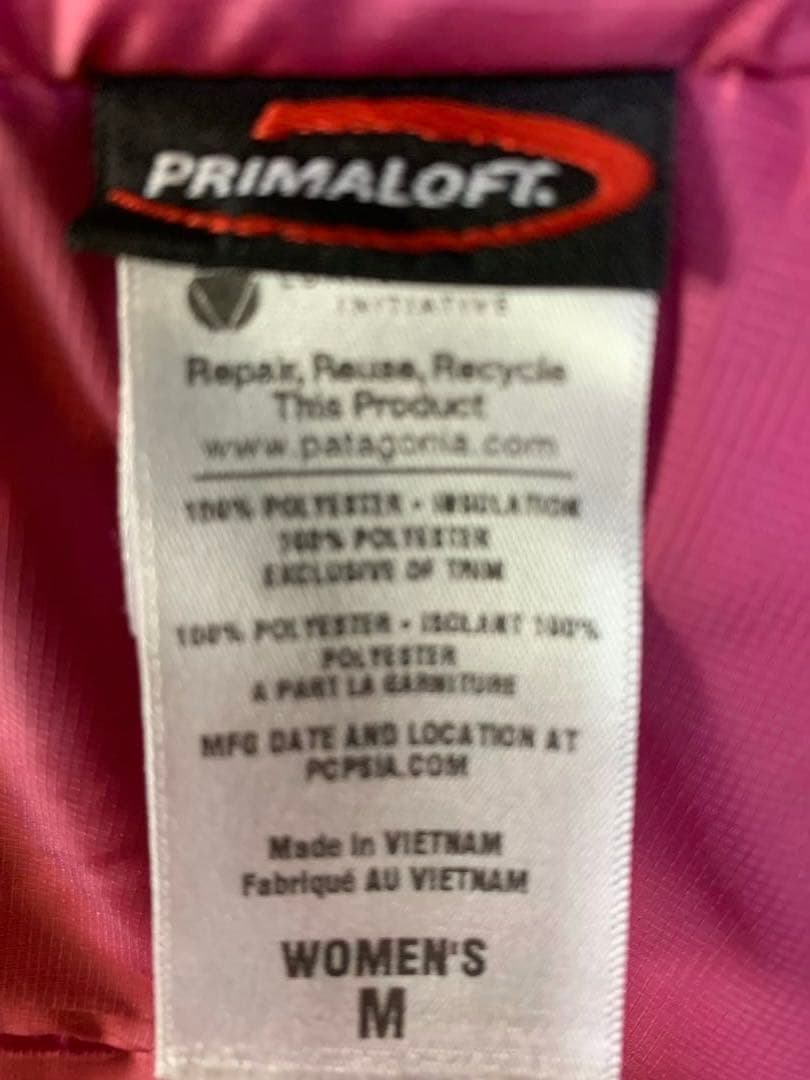 PRIMALOFT.
INITIATIVE
Repair, Reuse, Recycle
This Product
www.patagonia.com
100% POLYESTER • INSULATION
100% POLYESTER
EXCLUSIVE OF TRIM
100% POLYESTER • ISOLANT 100%
POLYESTER
A PART LA GARNITURE
MFG DATE AND LOCATION AT
PCPSIA.COM
Made in VIETNAM
Fabriqué AU VIETNAM
WOMEN'S
M